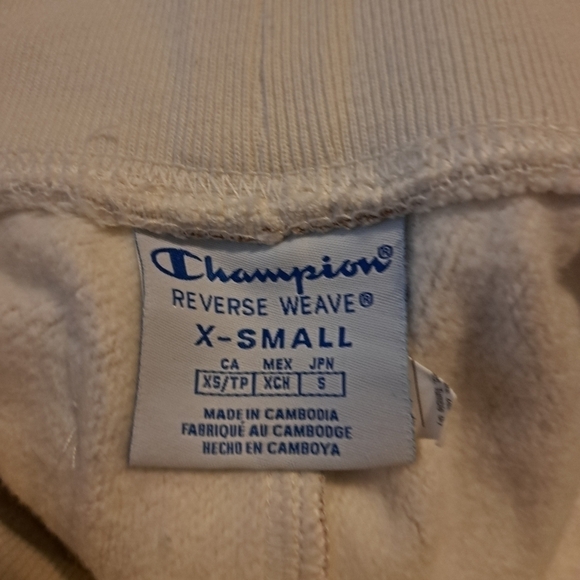 Champion®
REVERSE WEAVE®
X-SMALL
CA MEX JPN
XS/TP XCH S
MADE IN CAMBODIA
FABRIQUÉ AU CAMBODGE
HECHO EN CAMBOYA